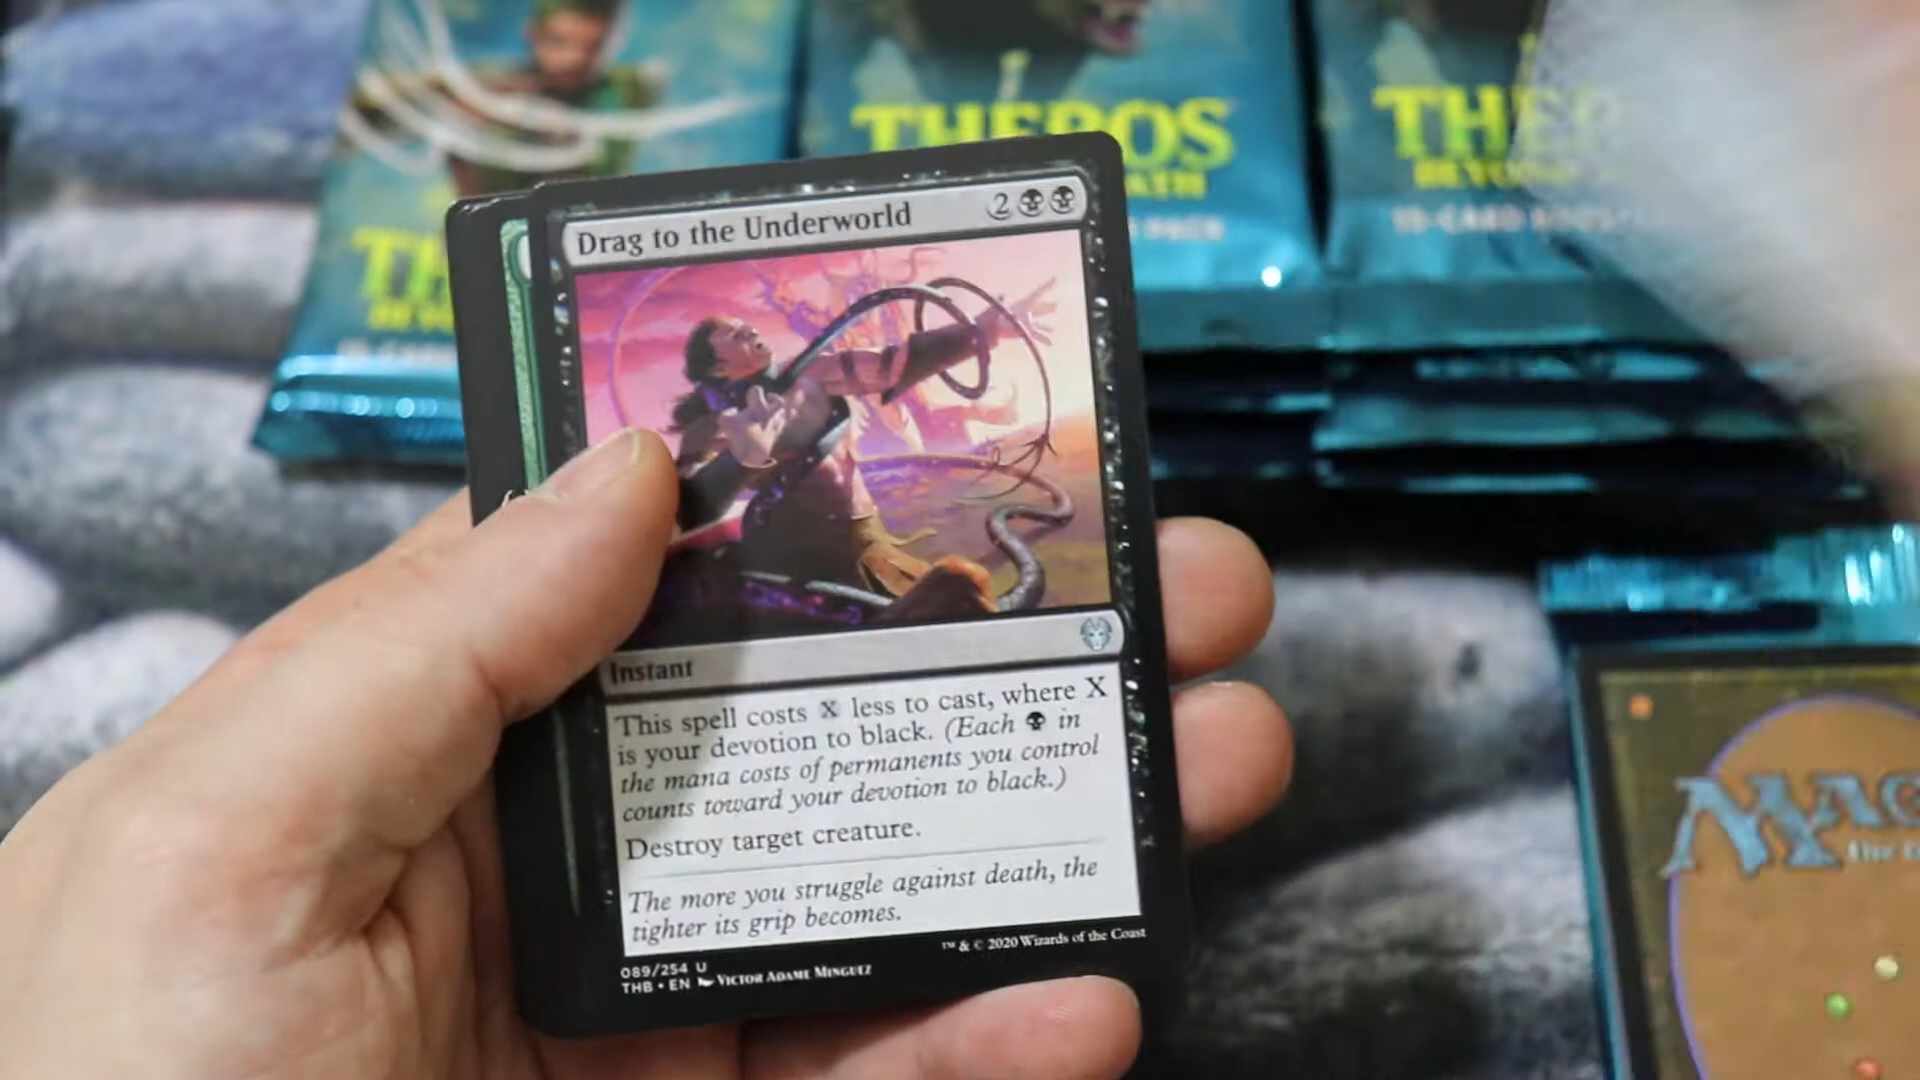 THEROS
Drag to the Underworld 2
Instant
This spell costs X less to cast, where X
is your devotion to black. (Each in
the mana costs of permanents you control
counts toward your devotion to black.)
Destroy target creature.
The more you struggle against death, the
tighter its grip becomes.
™ & © 2020 Wizards of the Coast
089/254 U
THB • EN VICTOR ADAME MINGUEZ